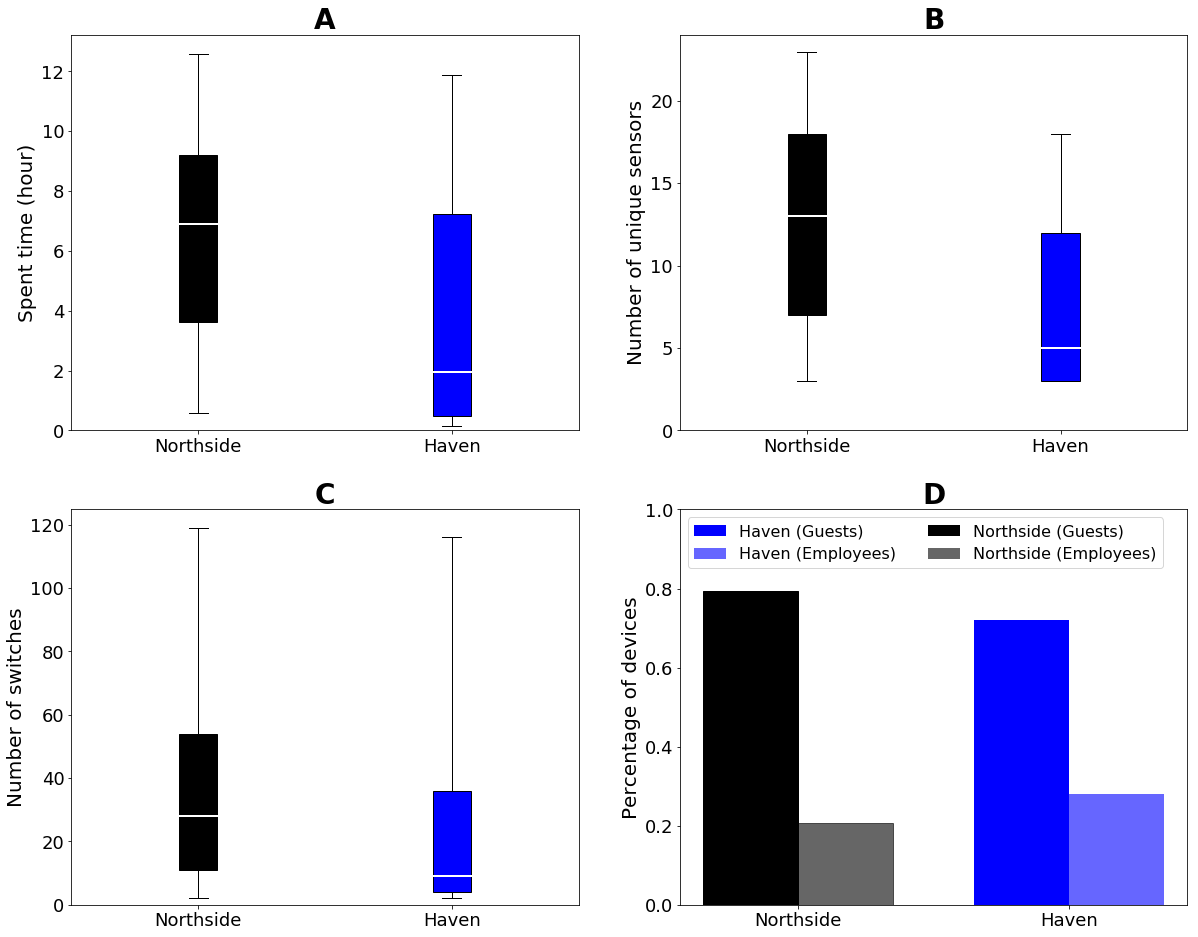 A
Spent time (hour)
12
10
8
6
4
2
0
Northside Haven
B
Number of unique sensors
20
15
10
5
0
Northside Haven
C
Number of switches
120
100
80
60
40
20
0
Northside Haven
D
Percentage of devices
1.0
0.8
0.6
0.4
0.2
0.0
Haven (Guests) Northside (Guests)
Haven (Employees) Northside (Employees)
Northside Haven